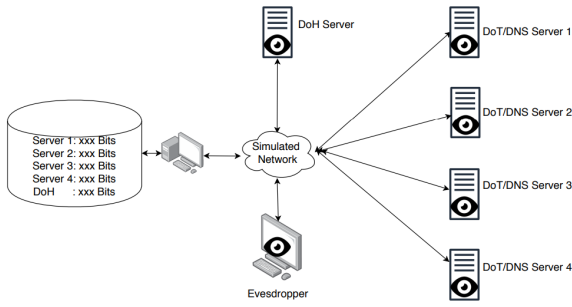 DoH Server
DoT/DNS Server 1
DoT/DNS Server 2
Server 1: xxx Bits
Server 2: xxx Bits
Server 3: xxx Bits
Server 4: xxx Bits
DoH : xxx Bits
Simulated
Network
DoT/DNS Server 3
DoT/DNS Server 4
Evesdropper